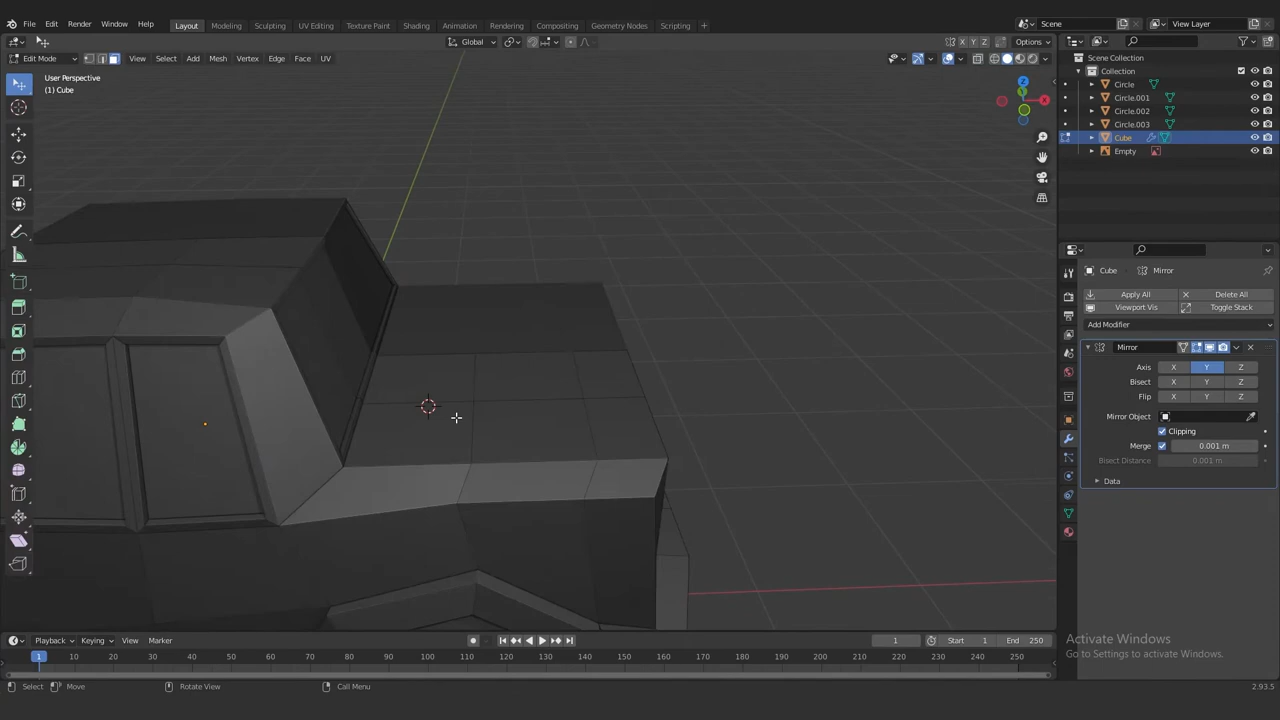 File Edit Render Window Help Layout Modeling Sculpting UV Editing Texture Paint Shading Animation Rendering Compositing Geometry Nodes Scripting Scene View Layer
Global X Y Z Options
Edit Mode View Select Add Mesh Vertex Edge Face UV
User Perspective
(1) Cube
Z
Y
X
Scene Collection
Collection
Circle
Circle.001
Circle.002
Circle.003
Cube
Empty
Cube Mirror
Apply All Delete All
Viewport Vis Toggle Stack
Add Modifier
Mirror
Axis X Y Z
Bisect X Y Z
Flip X Y Z
Mirror Object
Clipping
Merge 0.001 m
Bisect Distance 0.001 m
Data
Playback Keying View Marker 1 Start 1 End 250
1 10 20 30 40 50 60 70 80 90 100 110 120 130 140 150 160 170 180 190 200 210 220 230 240 250
Activate Windows
Go to Settings to activate Windows.
Select Move Rotate View Call Menu 2.93.5